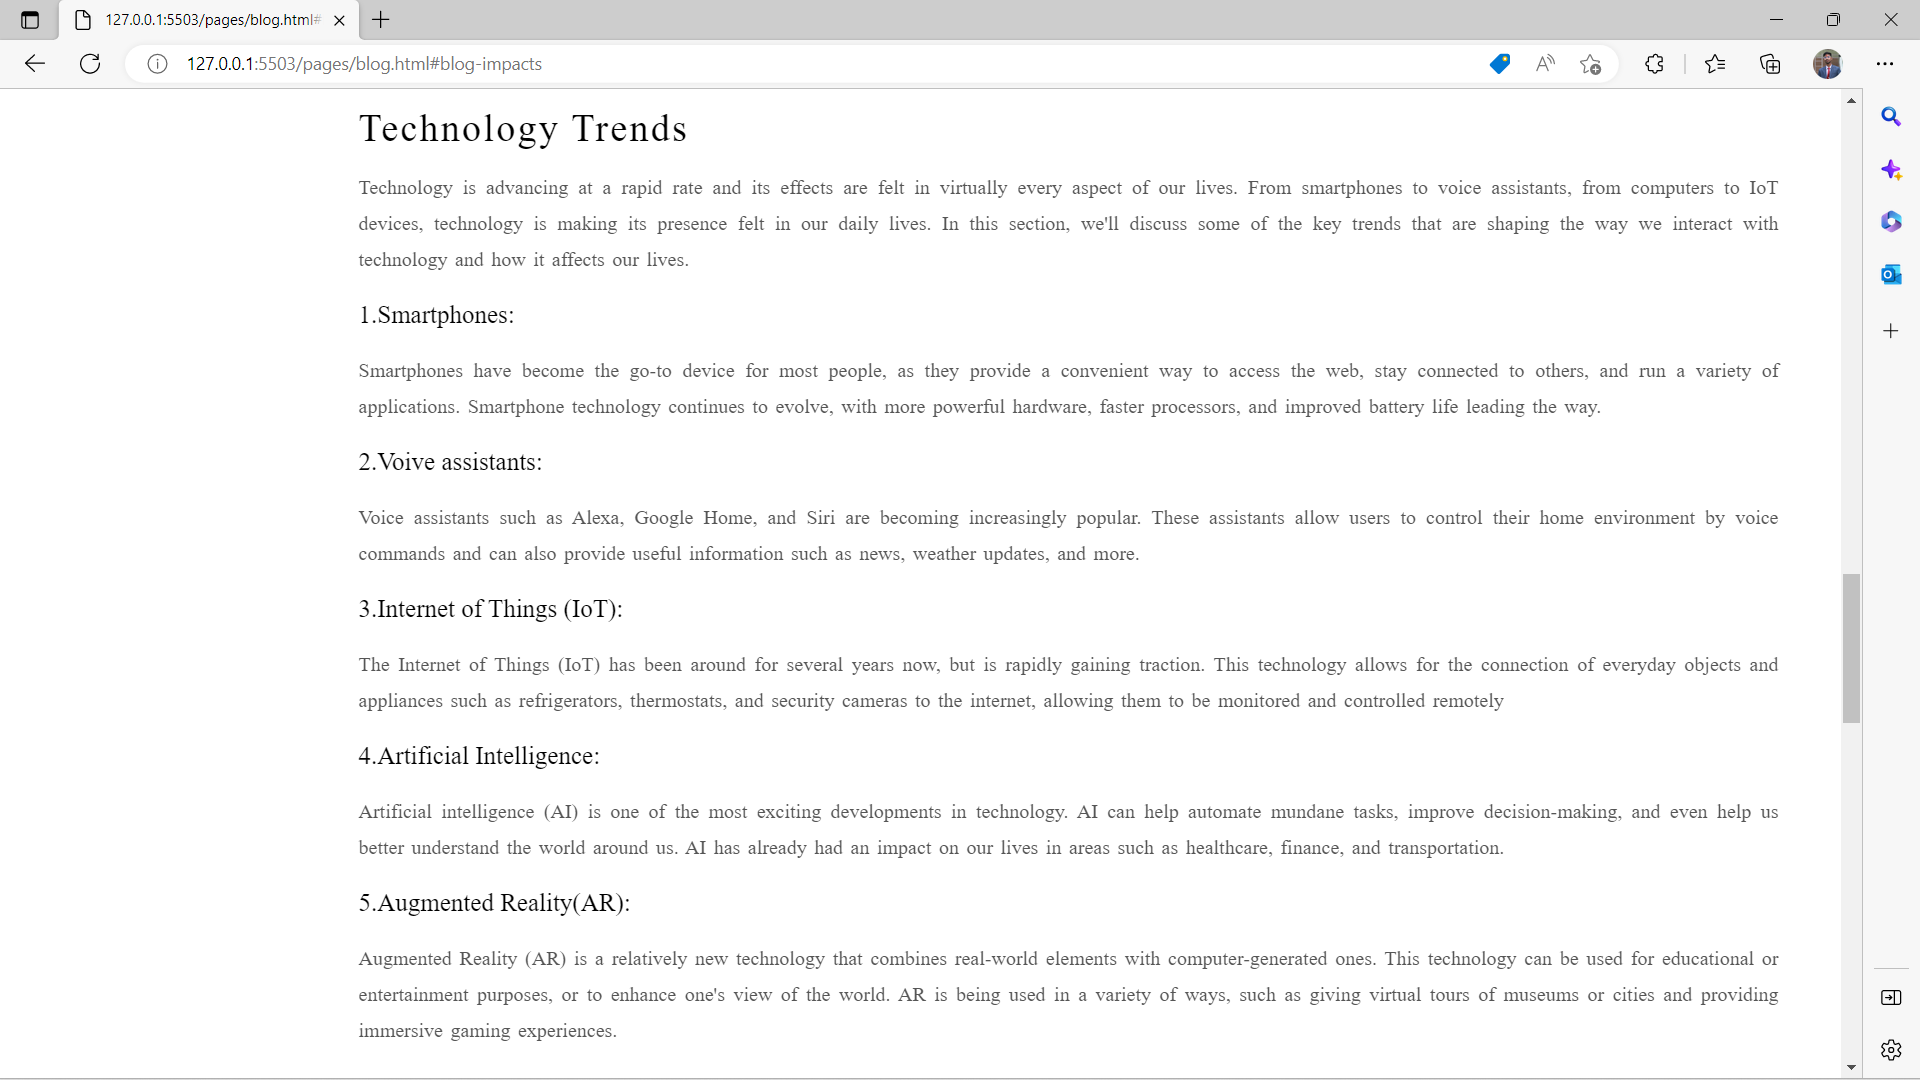 127.0.0.1:5503/pages/blog.html#
127.0.0.1:5503/pages/blog.html#blog-impacts
Technology Trends
Technology is advancing at a rapid rate and its effects are felt in virtually every aspect of our lives. From smartphones to voice assistants, from computers to IoT
devices, technology is making its presence felt in our daily lives. In this section, we'll discuss some of the key trends that are shaping the way we interact with
technology and how it affects our lives.
1.Smartphones:
Smartphones have become the go-to device for most people, as they provide a convenient way to access the web, stay connected to others, and run a variety of
applications. Smartphone technology continues to evolve, with more powerful hardware, faster processors, and improved battery life leading the way.
2.Voive assistants:
Voice assistants such as Alexa, Google Home, and Siri are becoming increasingly popular. These assistants allow users to control their home environment by voice
commands and can also provide useful information such as news, weather updates, and more.
3.Internet of Things (IoT):
The Internet of Things (IoT) has been around for several years now, but is rapidly gaining traction. This technology allows for the connection of everyday objects and
appliances such as refrigerators, thermostats, and security cameras to the internet, allowing them to be monitored and controlled remotely
4.Artificial Intelligence:
Artificial intelligence (AI) is one of the most exciting developments in technology. AI can help automate mundane tasks, improve decision-making, and even help us
better understand the world around us. AI has already had an impact on our lives in areas such as healthcare, finance, and transportation.
5.Augmented Reality(AR):
Augmented Reality (AR) is a relatively new technology that combines real-world elements with computer-generated ones. This technology can be used for educational or
entertainment purposes, or to enhance one's view of the world. AR is being used in a variety of ways, such as giving virtual tours of museums or cities and providing
immersive gaming experiences.